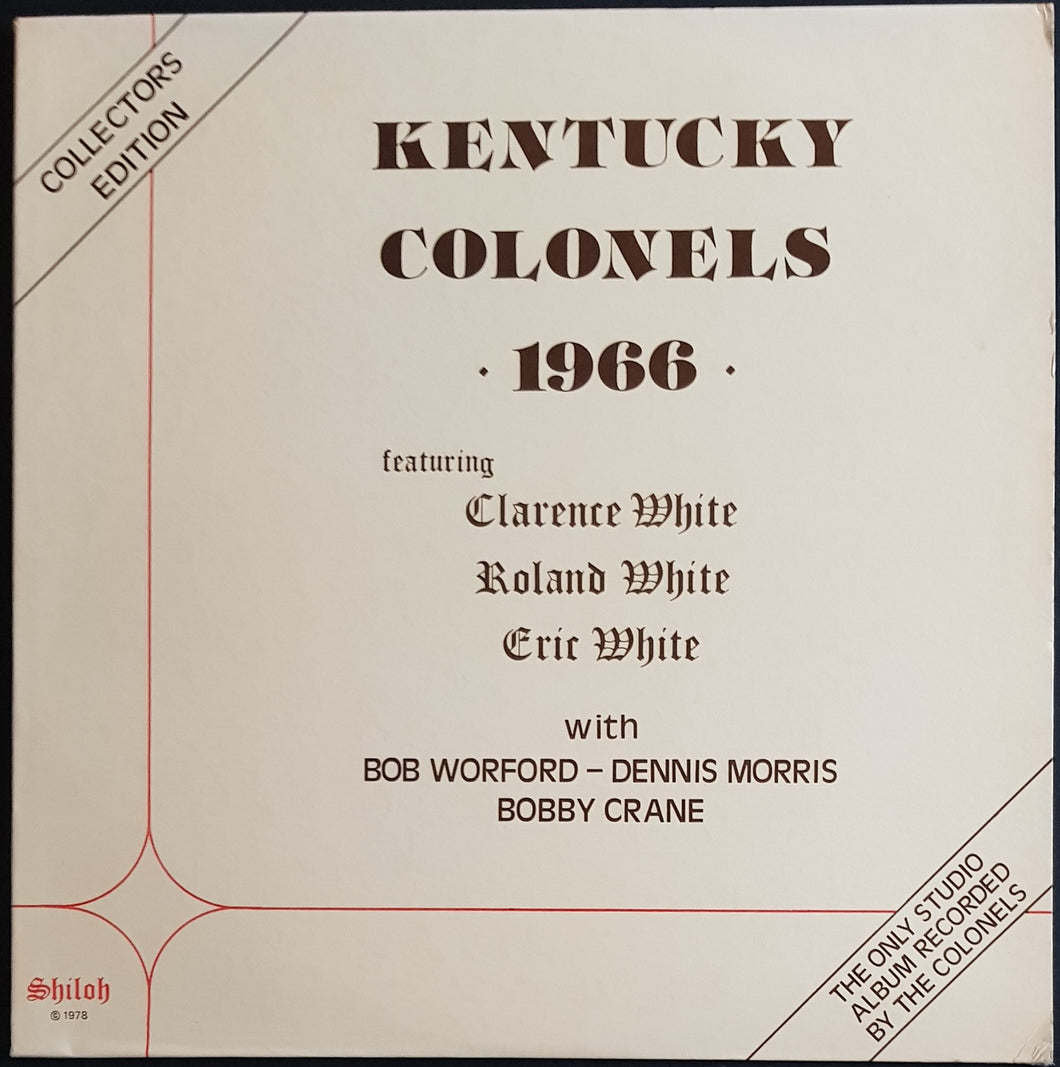 COLLECTORS
EDITION
KENTUCKY
COLONELS
· 1966 ·
featuring
Clarence White
Roland White
Eric White
with
BOB WORFORD – DENNIS MORRIS
BOBBY CRANE
THE ONLY STUDIO
ALBUM RECORDED
BY THE COLONELS
Shiloh
© 1978